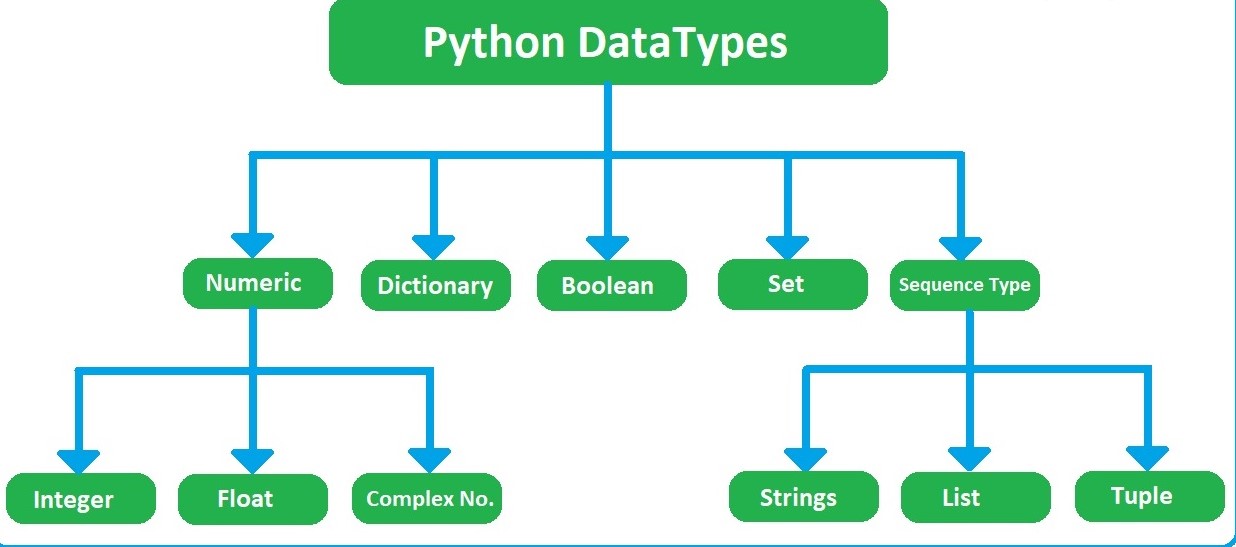 Python DataTypes
Numeric
Dictionary
Boolean
Set
Sequence Type
Integer
Float
Complex No.
Strings
List
Tuple